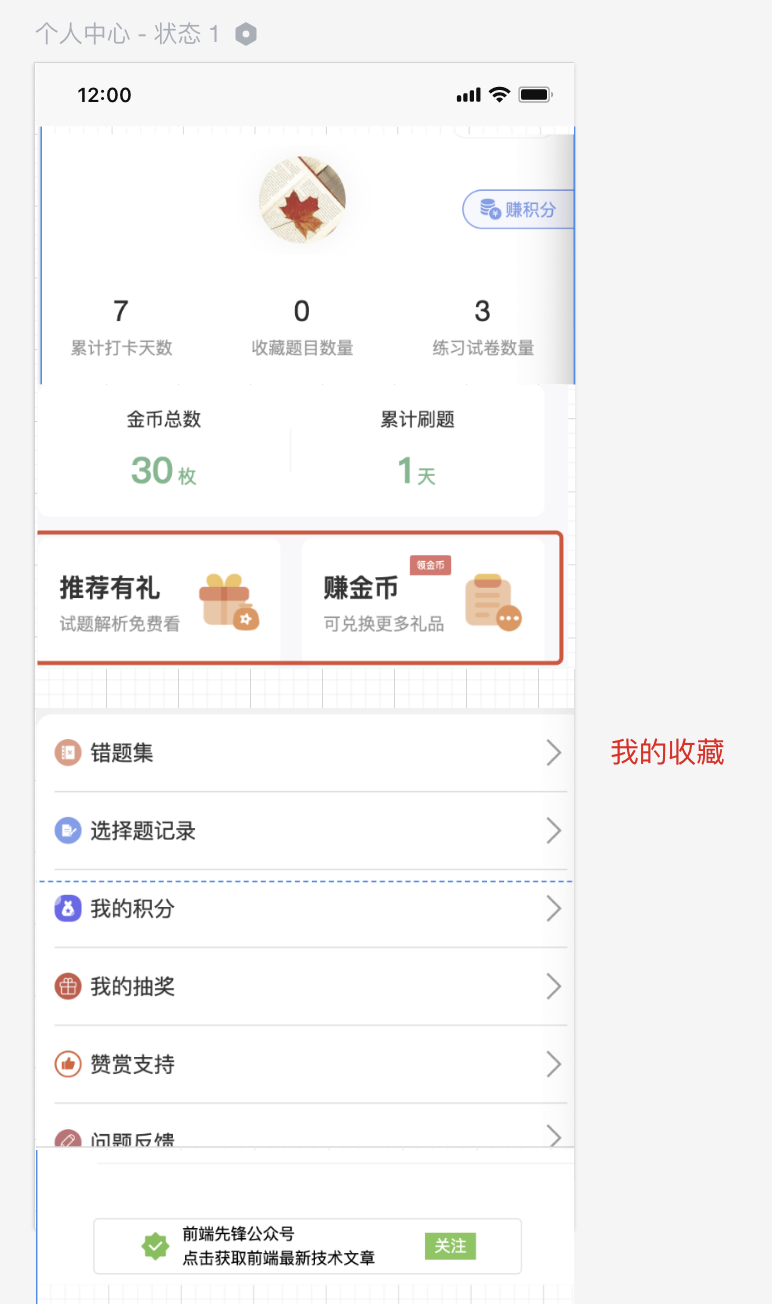 个人中心 - 状态 1
12:00
赚积分
7
0
3
累计打卡天数
收藏题目数量
练习试卷数量
金币总数
累计刷题
30 枚
1 天
领金币
推荐有礼
赚金币
试题解析免费看
可兑换更多礼品
错题集
我的收藏
选择题记录
我的积分
我的抽奖
赞赏支持
问题反馈
前端先锋公众号
点击获取前端最新技术文章
关注